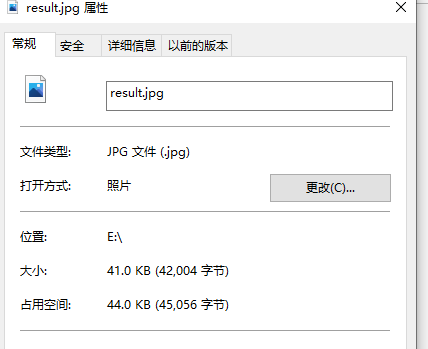 result.jpg 属性
常规 安全 详细信息 以前的版本
result.jpg
文件类型: JPG 文件 (.jpg)
打开方式: 照片 更改(C)...
位置: E:\
大小: 41.0 KB (42,004 字节)
占用空间: 44.0 KB (45,056 字节)